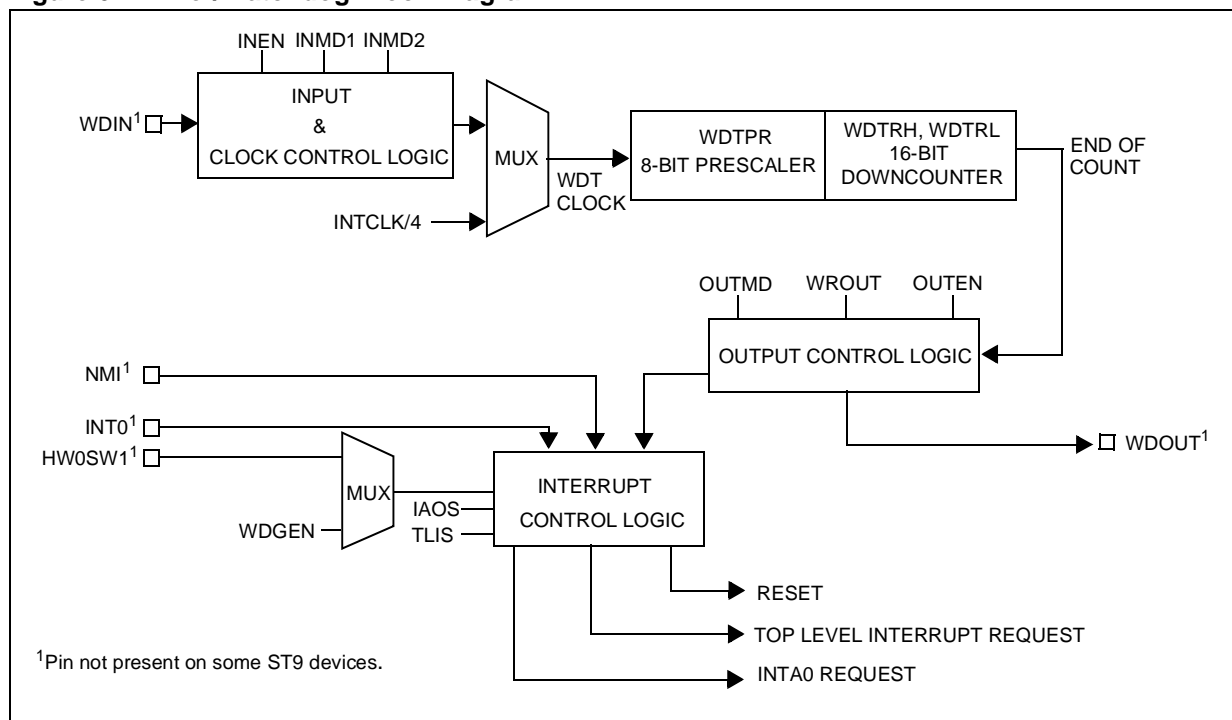 INEN INMD1 INMD2
INPUT
&
CLOCK CONTROL LOGIC
WDIN¹
MUX
WDT
CLOCK
INTCLK/4
WDTPR
8-BIT PRESCALER
WDTRH, WDTRL
16-BIT
DOWNCOUNTER
END OF
COUNT
OUTMD WROUT OUTEN
OUTPUT CONTROL LOGIC
NMI¹
INT0¹
HW0SW1¹
MUX
WDGEN
IAOS
TLIS
INTERRUPT
CONTROL LOGIC
WDOUT¹
RESET
TOP LEVEL INTERRUPT REQUEST
INTA0 REQUEST
¹Pin not present on some ST9 devices.